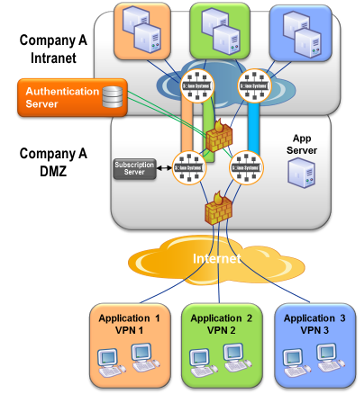 Company A
Intranet
Authentication
Server
Company A
DMZ
Subscription
Server
App
Server
Internet
Application 1
VPN 1
Application 2
VPN 2
Application 3
VPN 3